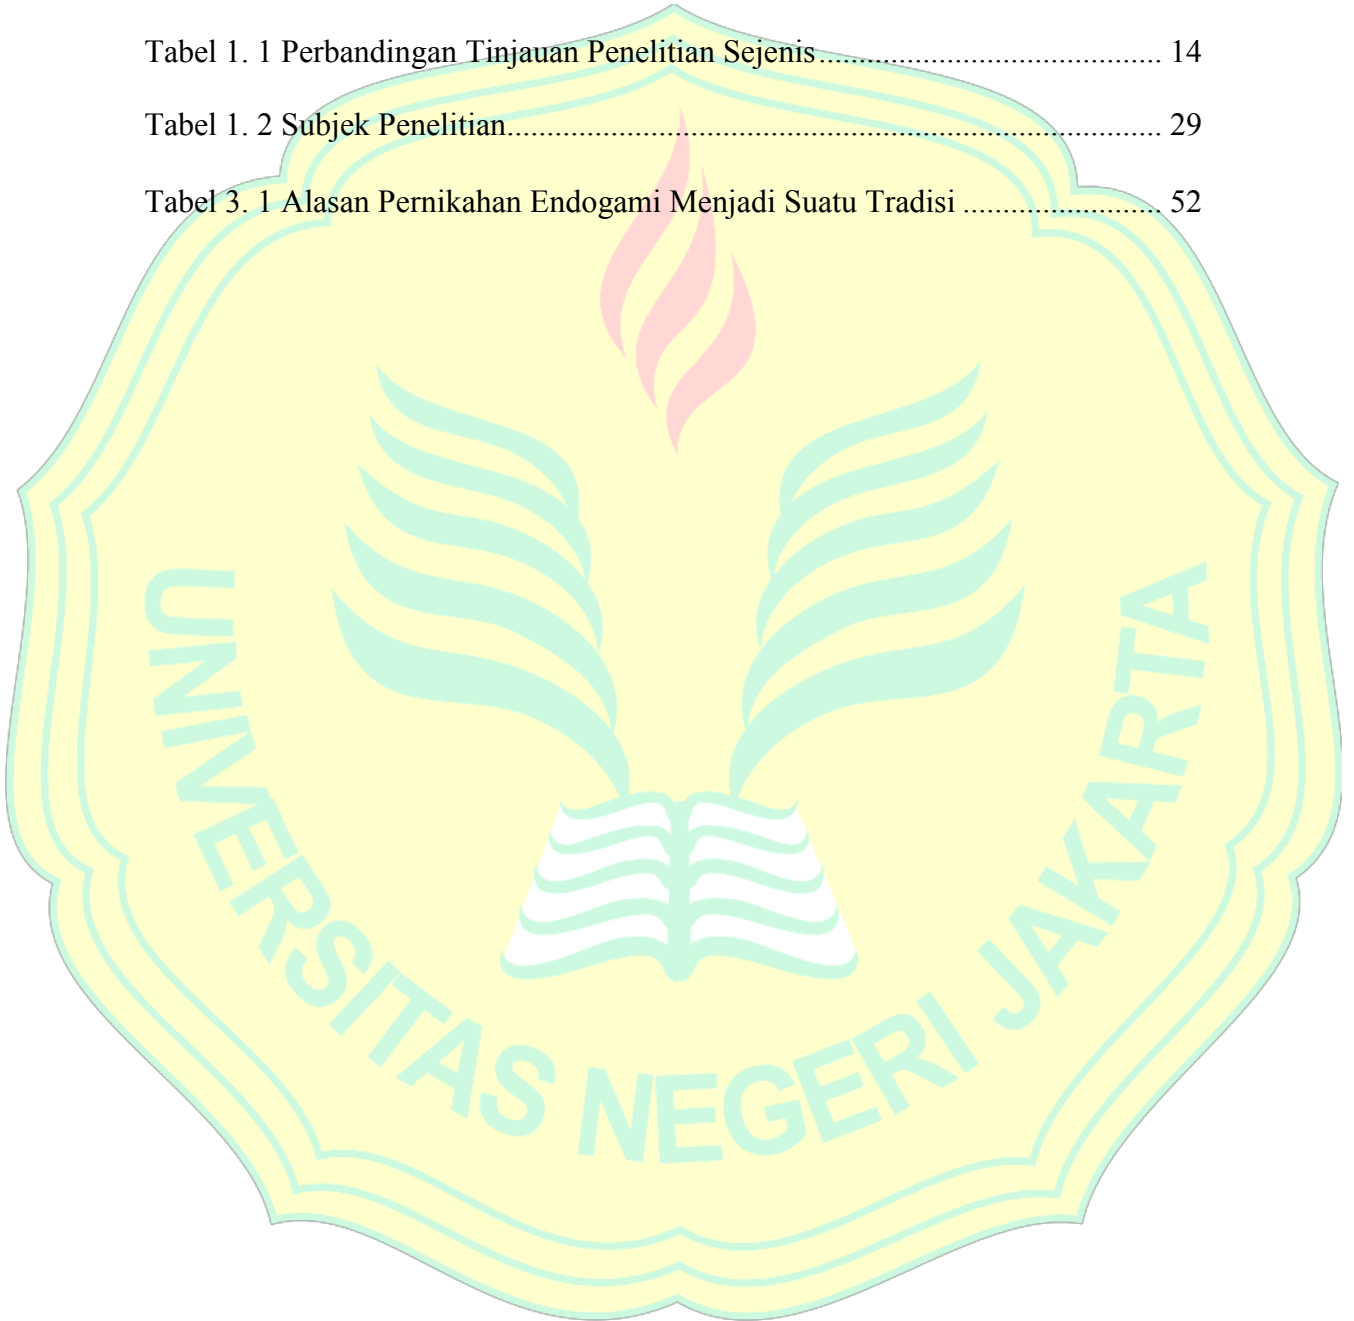 Tabel 1. 1 Perbandingan Tinjauan Penelitian Sejenis.......................................... 14
Tabel 1. 2 Subjek Penelitian................................................................................ 29
Tabel 3. 1 Alasan Pernikahan Endogami Menjadi Suatu Tradisi ........................ 52
UNIVERSITAS NEGERI JAKARTA